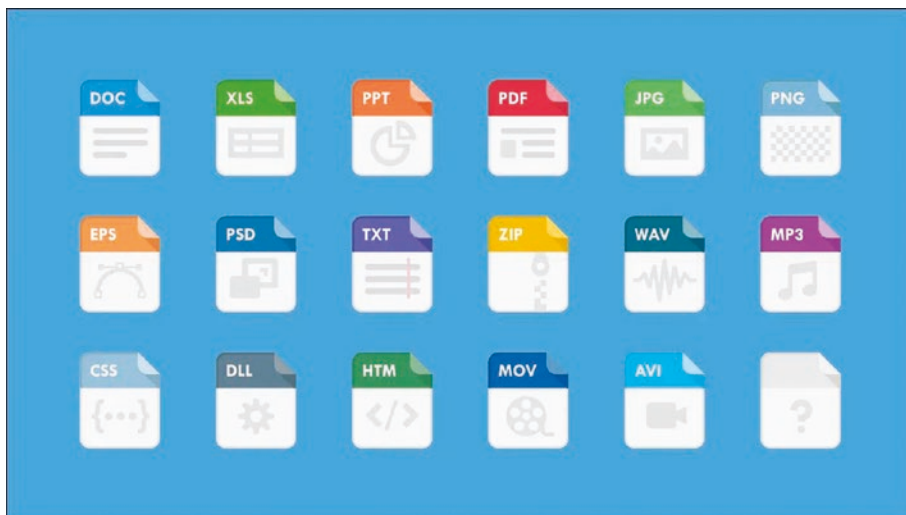 DOC XLS PPT PDF JPG PNG
EPS PSD TXT ZIP WAV MP3
CSS DLL HTM MOV AVI
{•••} </> ?